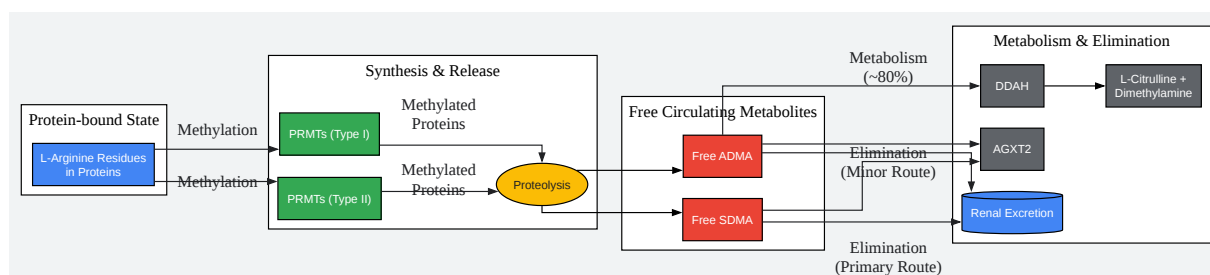 Protein-bound State
L-Arginine Residues
in Proteins
Methylation
Methylation
Synthesis & Release
PRMTs (Type I)
PRMTs (Type II)
Methylated
Proteins
Methylated
Proteins
Proteolysis
Free Circulating Metabolites
Free ADMA
Free SDMA
Metabolism
(~80%)
Elimination
(Minor Route)
Elimination
(Primary Route)
Metabolism & Elimination
DDAH
L-Citrulline +
Dimethylamine
AGXT2
Renal Excretion